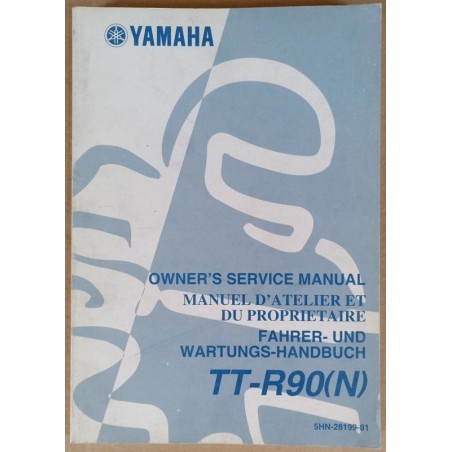 YAMAHA
OWNER'S SERVICE MANUAL
MANUEL D'ATELIER ET
DU PROPRIETAIRE
FAHRER- UND
WARTUNGS-HANDBUCH
TT-R90(N)
5HN-28199-81